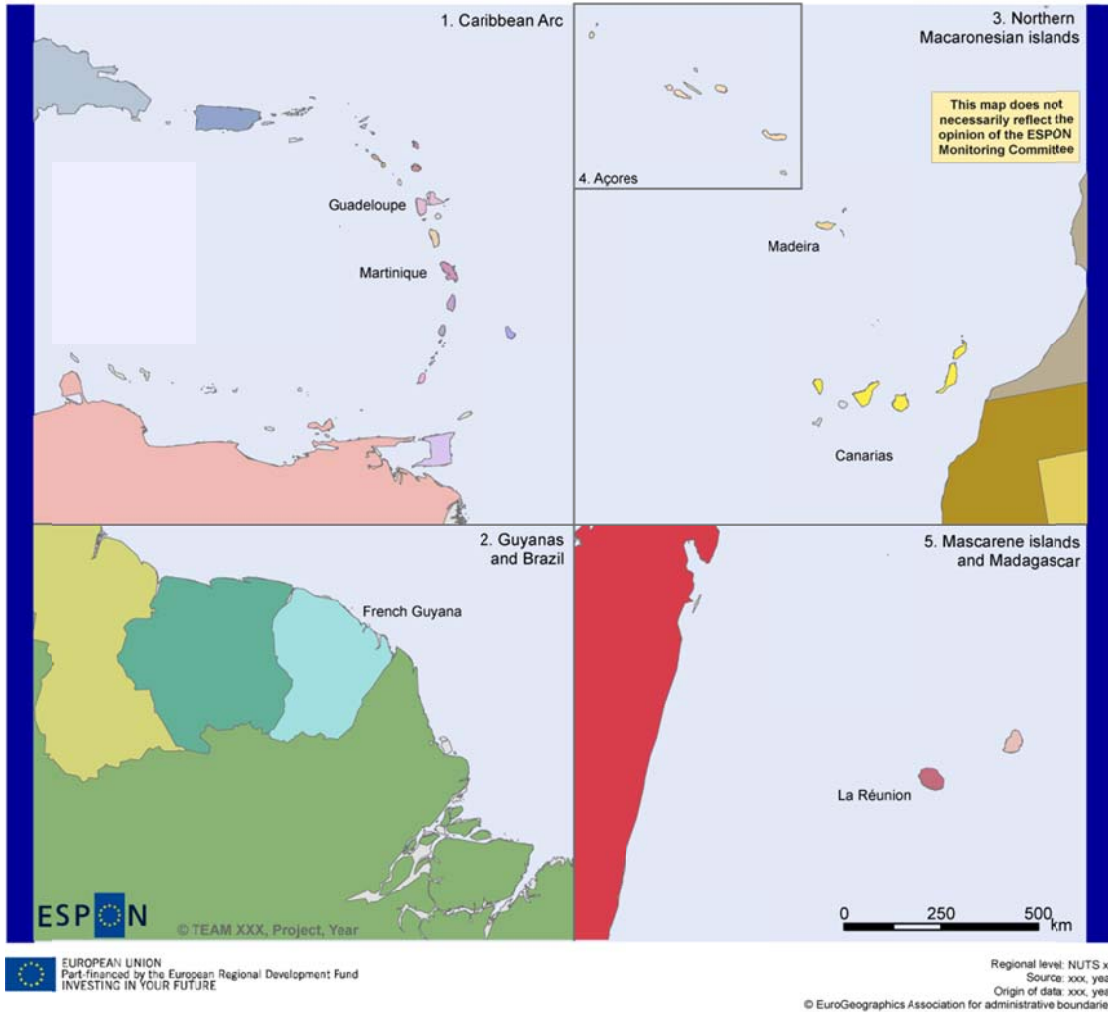 1. Caribbean Arc
Guadeloupe
Martinique
3. Northern
Macaronesian islands
This map does not
necessarily reflect the
opinion of the ESPON
Monitoring Committee
4. Açores
Madeira
Canarias
2. Guyanas
and Brazil
French Guyana
ESPON
© TEAM XXX, Project, Year
5. Mascarene islands
and Madagascar
La Réunion
0 250 500
km
EUROPEAN UNION
Part-financed by the European Regional Development Fund
INVESTING IN YOUR FUTURE
Regional level: NUTS x
Source: xxx, yea
Origin of data: xxx, yea
© EuroGeographics Association for administrative boundarie